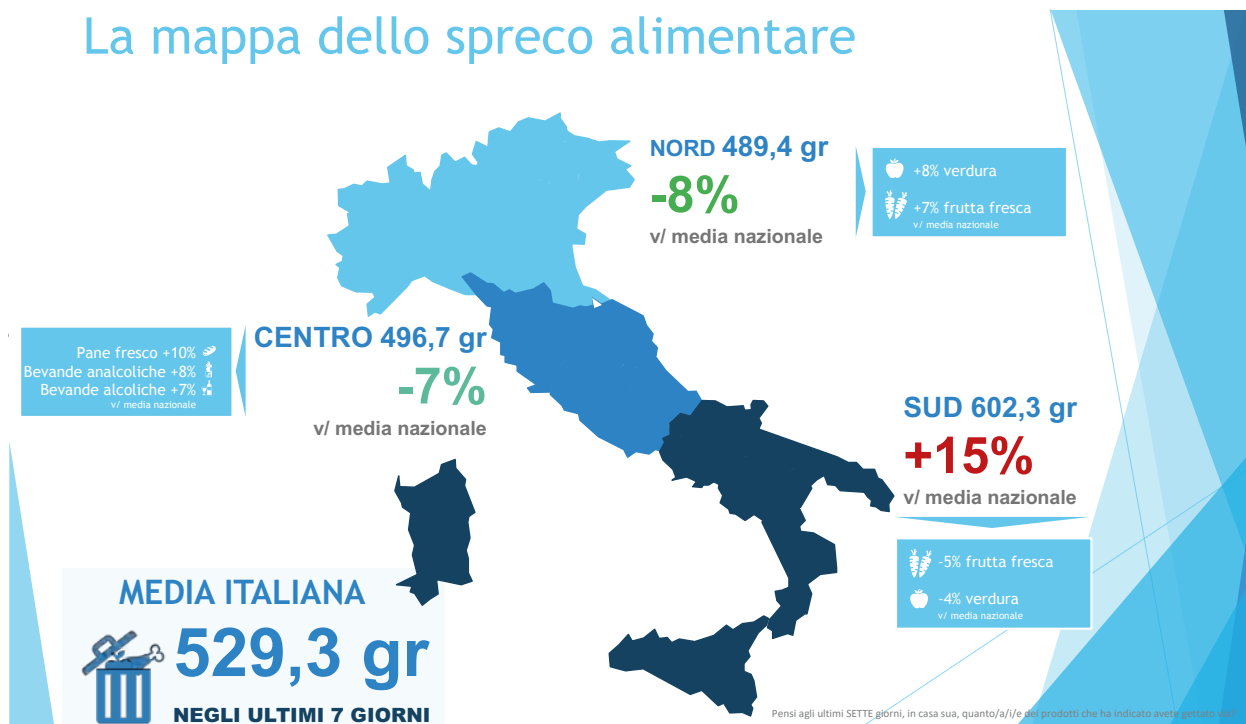 La mappa dello spreco alimentare
NORD 489,4 gr
-8%
v/ media nazionale
+8% verdura
+7% frutta fresca
v/ media nazionale
CENTRO 496,7 gr
-7%
v/ media nazionale
Pane fresco +10%
Bevande analcoliche +8%
Bevande alcoliche +7%
v/ media nazionale
SUD 602,3 gr
+15%
v/ media nazionale
-5% frutta fresca
-4% verdura
v/ media nazionale
MEDIA ITALIANA
529,3 gr
NEGLI ULTIMI 7 GIORNI
Pensi agli ultimi SETTE giorni, in casa sua, quanto/a/i/e dei prodotti che ha indicato avete gettato